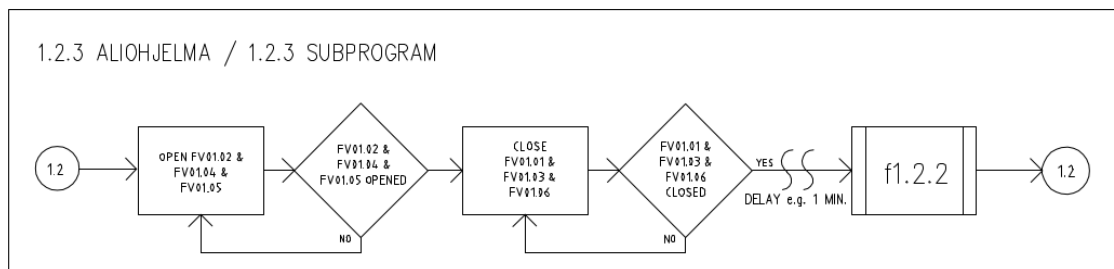 1.2.3 ALIOHJELMA / 1.2.3 SUBPROGRAM
1.2
OPEN FV01.02 &
FV01.04 &
FV01.05
FV01.02 &
FV01.04 &
FV01.05 OPENED
NO
CLOSE
FV01.01 &
FV01.03 &
FV01.06
FV01.01 &
FV01.03 &
FV01.06
CLOSED
NO
YES
DELAY e.g. 1 MIN.
f1.2.2
1.2